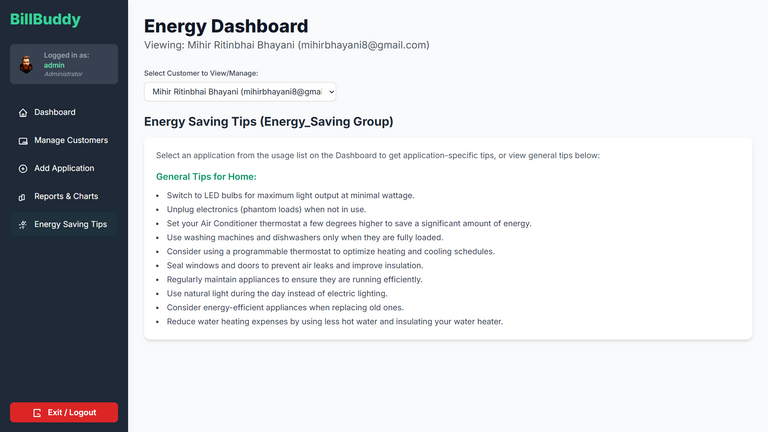 BillBuddy
Logged in as:
admin
Administrator
Dashboard
Manage Customers
Add Application
Reports & Charts
Energy Saving Tips
Exit / Logout
Energy Dashboard
Viewing: Mihir Ritinbhai Bhayani (mihirbhayani8@gmail.com)
Select Customer to View/Manage:
Mihir Ritinbhai Bhayani (mihirbhayani8@gmai
Energy Saving Tips (Energy_Saving Group)
Select an application from the usage list on the Dashboard to get application-specific tips, or view general tips below:
General Tips for Home:
• Switch to LED bulbs for maximum light output at minimal wattage.
• Unplug electronics (phantom loads) when not in use.
• Set your Air Conditioner thermostat a few degrees higher to save a significant amount of energy.
• Use washing machines and dishwashers only when they are fully loaded.
• Consider using a programmable thermostat to optimize heating and cooling schedules.
• Seal windows and doors to prevent air leaks and improve insulation.
• Regularly maintain appliances to ensure they are running efficiently.
• Use natural light during the day instead of electric lighting.
• Consider energy-efficient appliances when replacing old ones.
• Reduce water heating expenses by using less hot water and insulating your water heater.